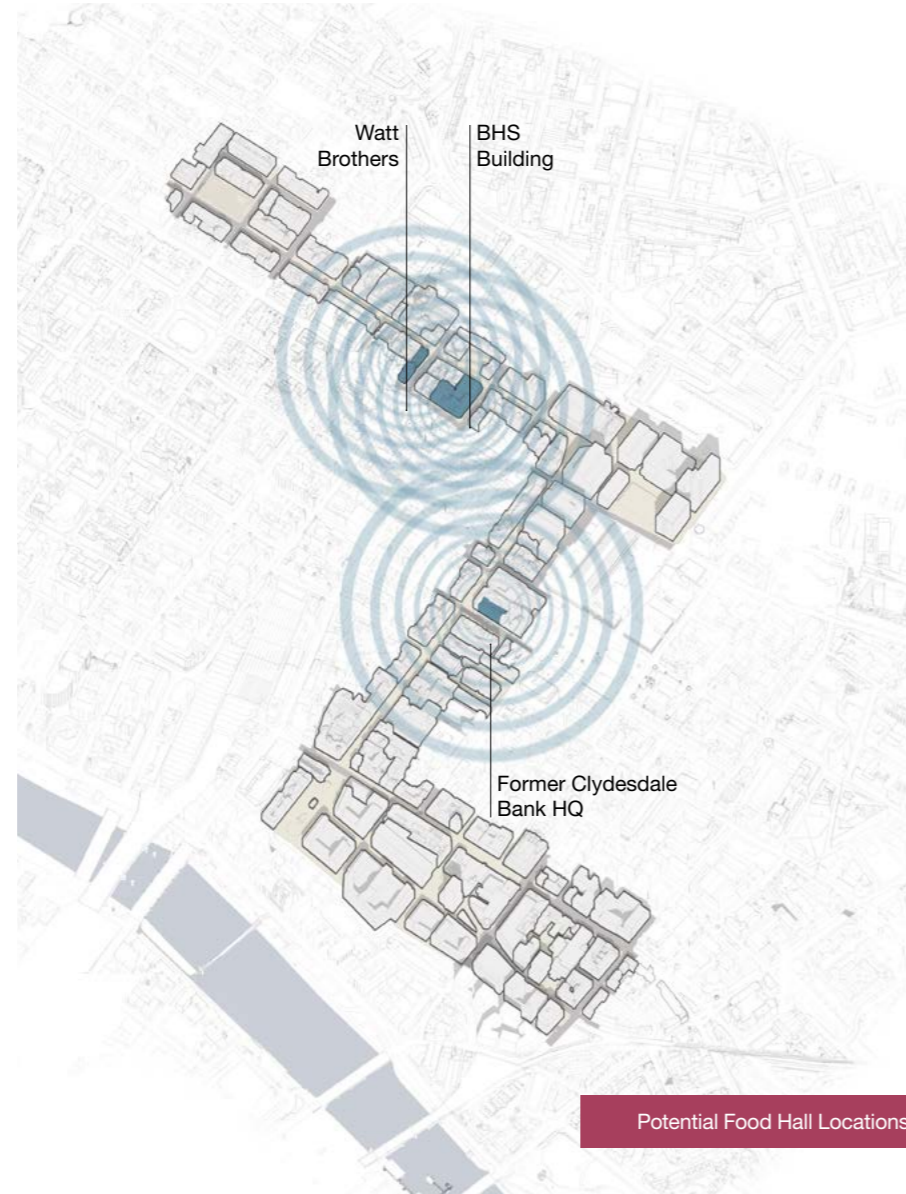 Watt
Brothers
BHS
Building
Former Clydesdale
Bank HQ
Potential Food Hall Locations